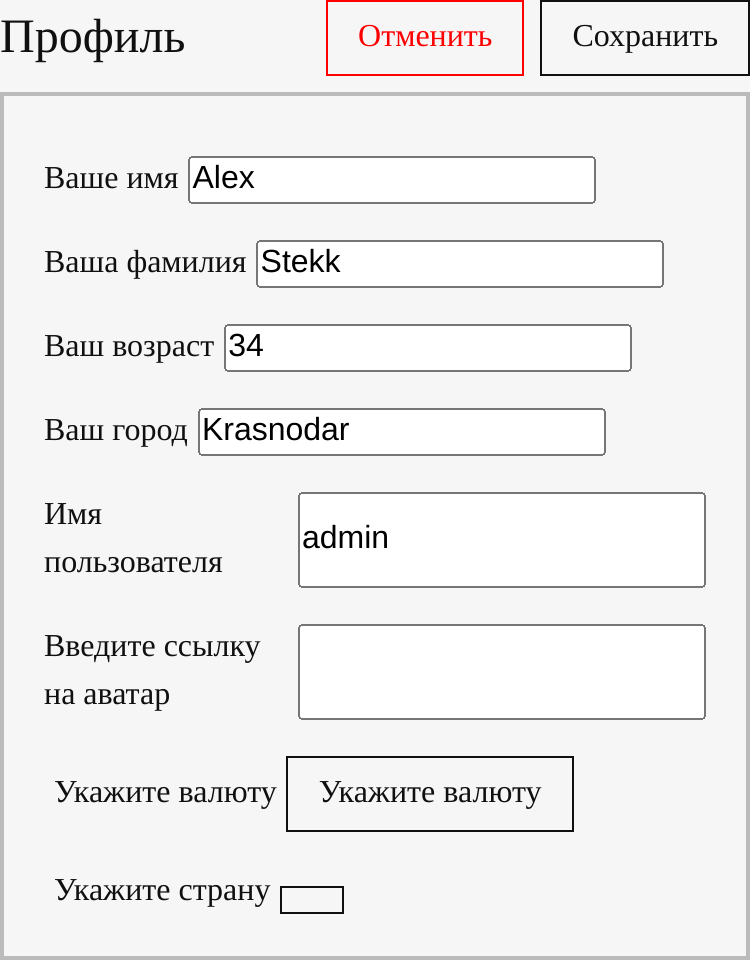 Профиль Отменить Сохранить
Ваше имя Alex
Ваша фамилия Stekk
Ваш возраст 34
Ваш город Krasnodar
Имя
пользователя admin
Введите ссылку
на аватар
Укажите валюту Укажите валюту
Укажите страну